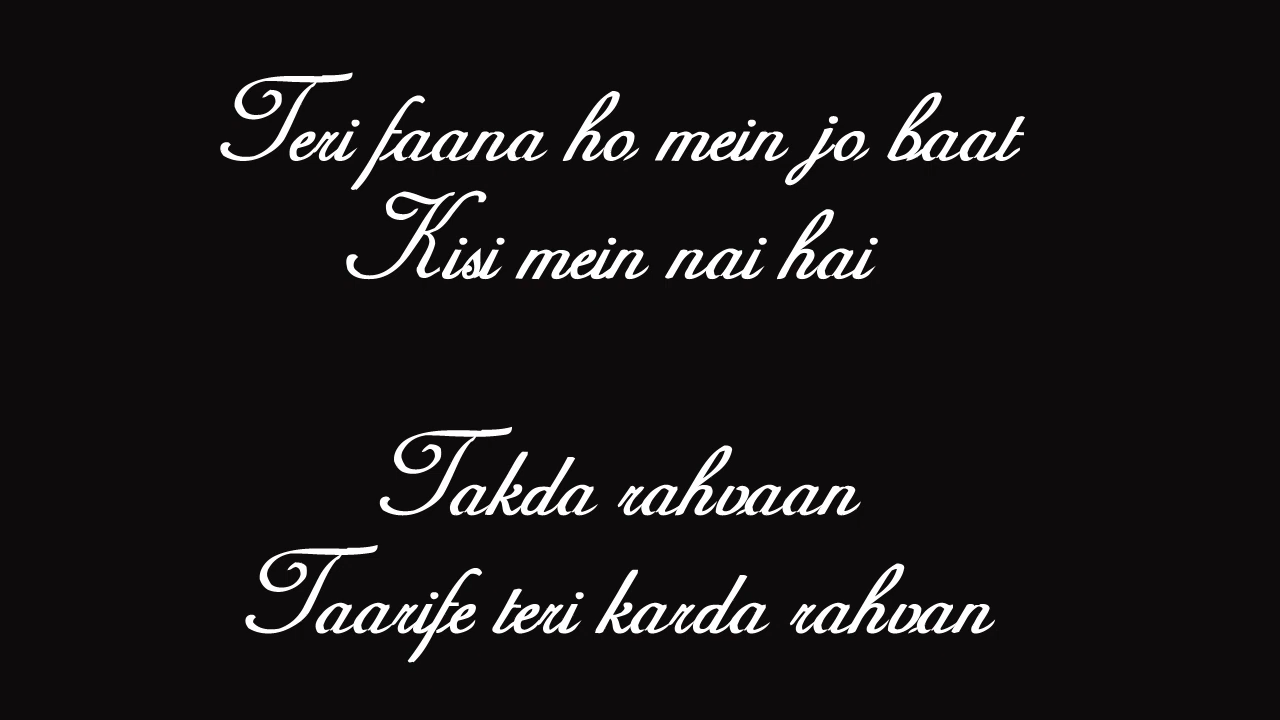 Teri faana ho mein jo baat
Kisi mein nai hai
Takda rahvaan
Taarife teri karda rahvan